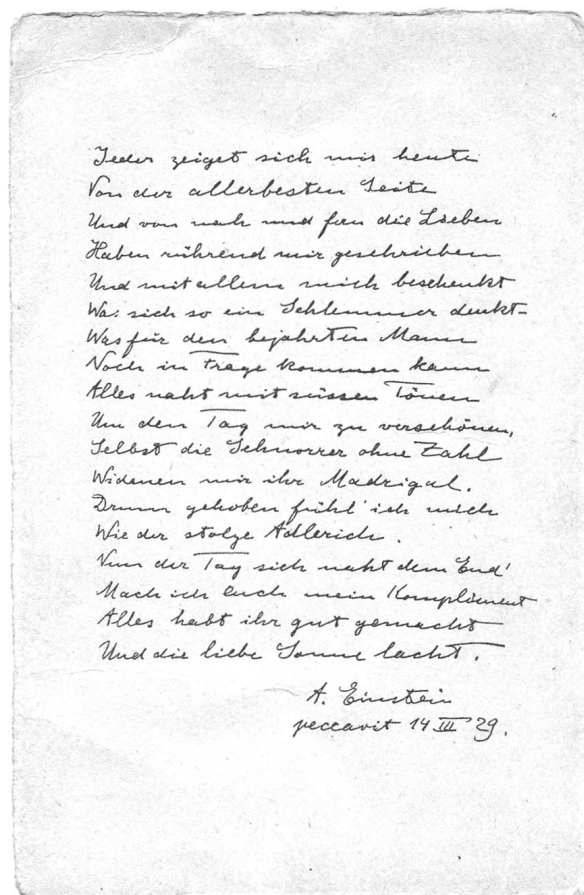 Jeder zeiget sich mir heute
Von der allerbesten Seite
Und von nah und fern die Lieben
Haben rührend mir geschrieben
Und mit allem mich beschenkt
Was sich so ein Schlemmer denkt-
Was für den bejahrten Mann
Noch in Frage kommen kann
Alles naht mit süssen Tönen
Um den Tag mir zu verschönen,
Selbst die Schnorrer ohne Zahl
Widmen mir ihr Madrigal.
Drum gehoben fühl' ich mich
Wie der stolze Adlerich.
Nun der Tag sich naht dem End'
Mach ich euch mein Kompliment
Alles habt ihr gut gemacht
Und die liebe Sonne lacht.
A. Einstein
peccavit 14 III 29.